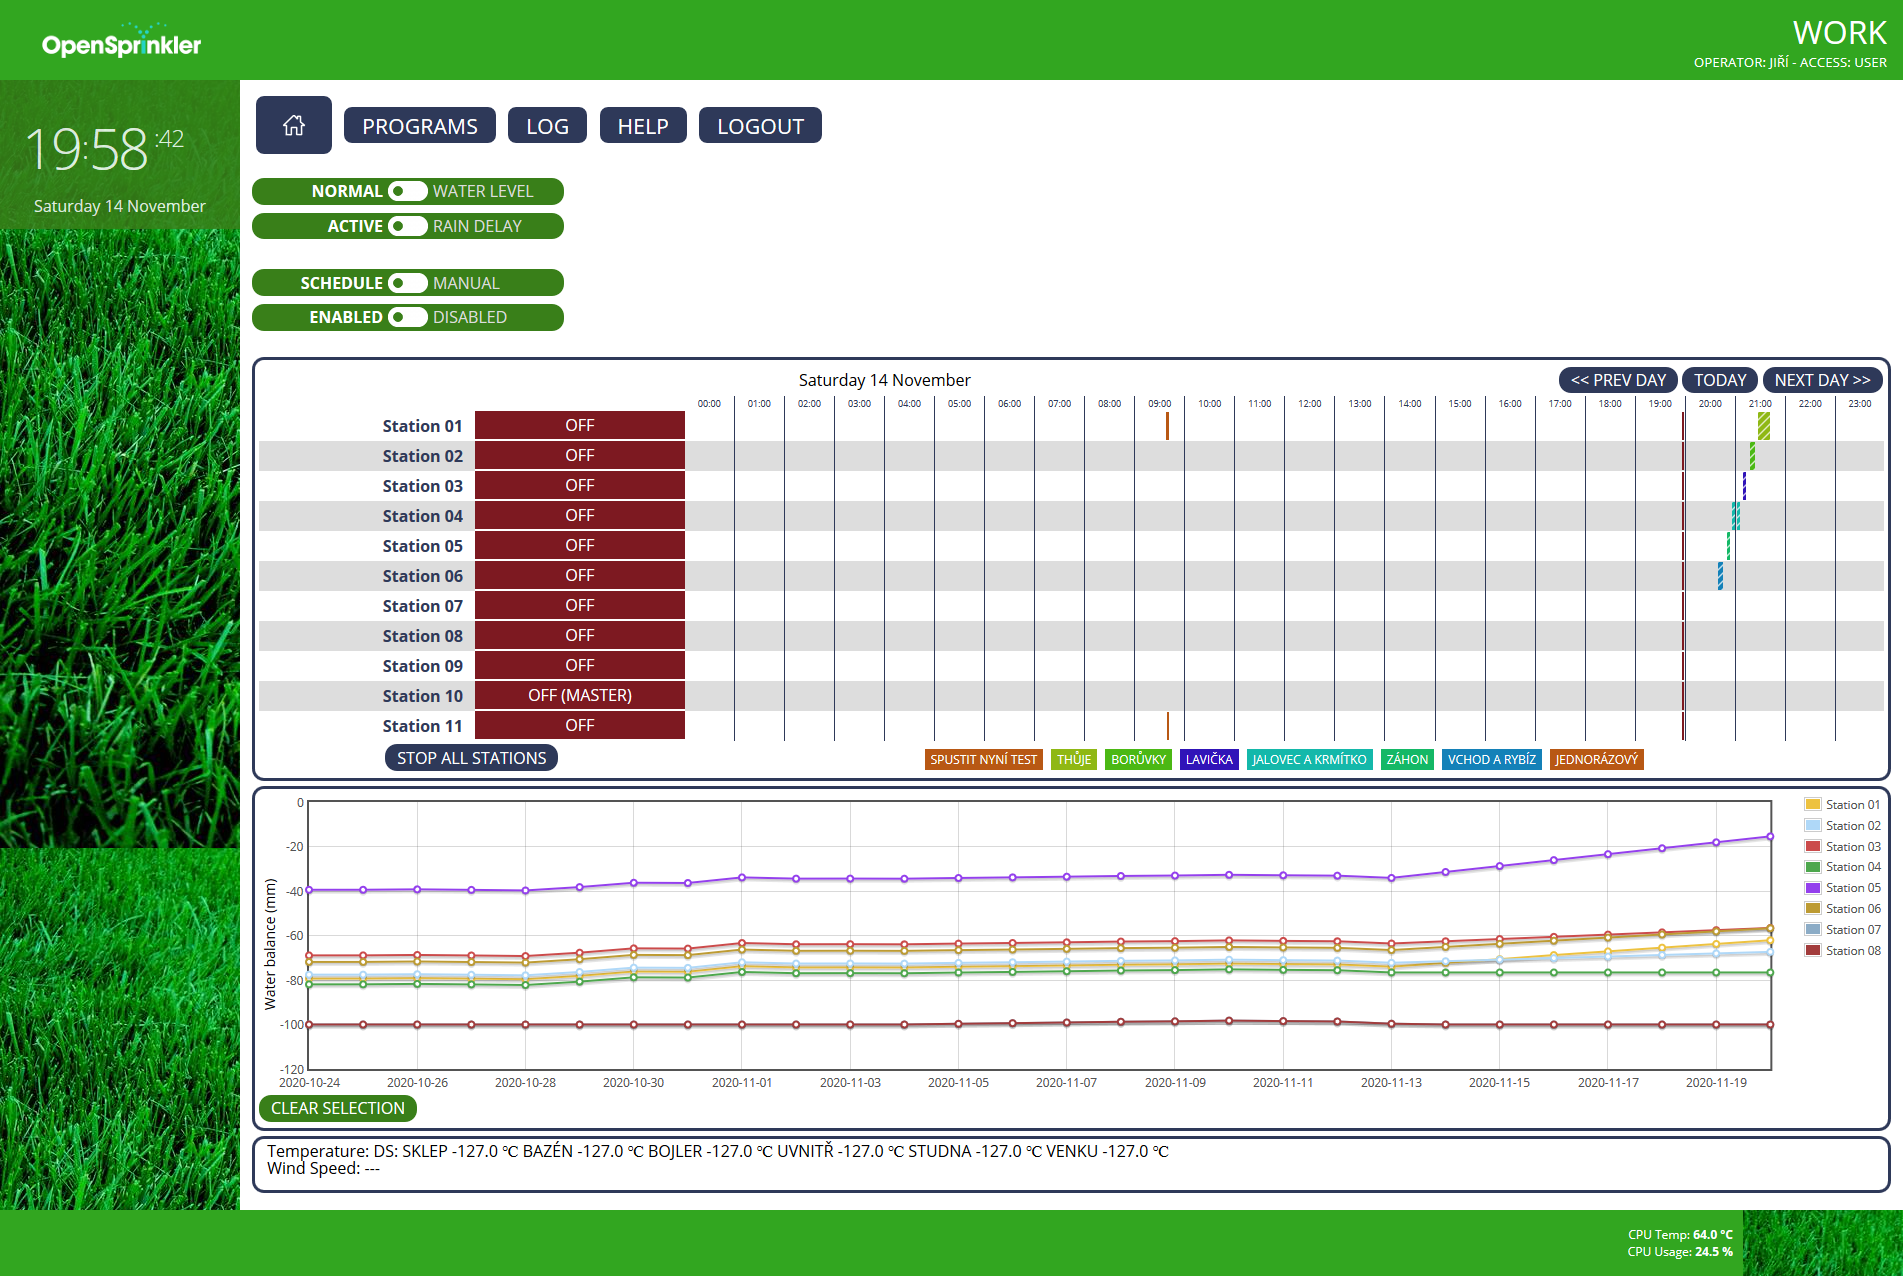 OpenSprinkler
WORK
OPERATOR: JIŘÍ - ACCESS: USER
19:58 :42
Saturday 14 November
PROGRAMS LOG HELP LOGOUT
NORMAL WATER LEVEL
ACTIVE RAIN DELAY
SCHEDULE MANUAL
ENABLED DISABLED
Saturday 14 November
<< PREV DAY TODAY NEXT DAY >>
00:00 01:00 02:00 03:00 04:00 05:00 06:00 07:00 08:00 09:00 10:00 11:00 12:00 13:00 14:00 15:00 16:00 17:00 18:00 19:00 20:00 21:00 22:00 23:00
Station 01 OFF
Station 02 OFF
Station 03 OFF
Station 04 OFF
Station 05 OFF
Station 06 OFF
Station 07 OFF
Station 08 OFF
Station 09 OFF
Station 10 OFF (MASTER)
Station 11 OFF
STOP ALL STATIONS
SPUSTIT NYNÍ TEST THŮJE BORŮVKY LAVIČKA JALOVEC A KRMÍTKO ZÁHON VCHOD A RYBÍZ JEDNORÁZOVÝ
0
-20
-40
-60
-80
-100
-120
Water balance (mm)
2020-10-24 2020-10-26 2020-10-28 2020-10-30 2020-11-01 2020-11-03 2020-11-05 2020-11-07 2020-11-09 2020-11-11 2020-11-13 2020-11-15 2020-11-17 2020-11-19
Station 01
Station 02
Station 03
Station 04
Station 05
Station 06
Station 07
Station 08
CLEAR SELECTION
Temperature: DS: SKLEP -127.0 °C BAZÉN -127.0 °C BOJLER -127.0 °C UVNITŘ -127.0 °C STUDNA -127.0 °C VENKU -127.0 °C
Wind Speed: ---
CPU Temp: 64.0 °C
CPU Usage: 24.5 %